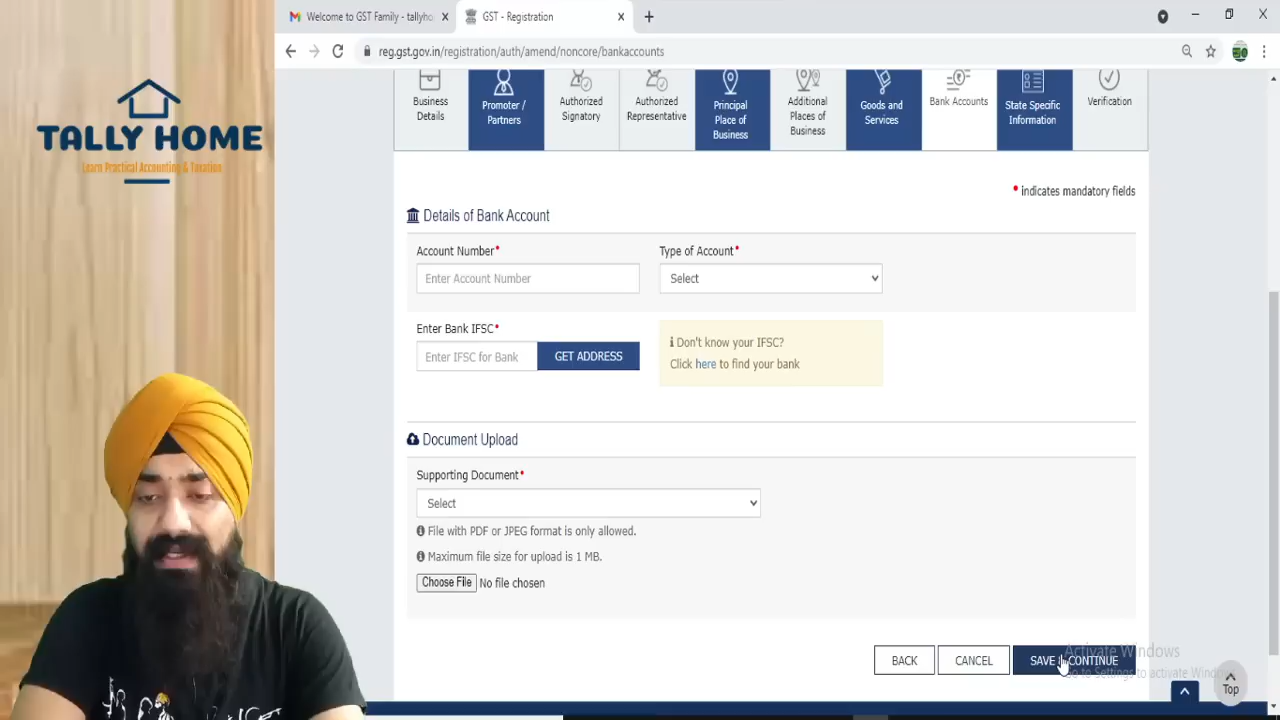 Welcome to GST Family - tallyho
GST - Registration
reg.gst.gov.in/registration/auth/amend/noncore/bankaccounts
TALLY HOME
Learn Practical Accounting & Taxation
Business Details
Promoter / Partners
Authorized Signatory
Authorized Representative
Principal Place of Business
Additional Places of Business
Goods and Services
Bank Accounts
State Specific Information
Verification
• indicates mandatory fields
Details of Bank Account
Account Number•
Type of Account•
Enter Account Number
Select
Enter Bank IFSC•
Don't know your IFSC?
Enter IFSC for Bank
GET ADDRESS
Click here to find your bank
Document Upload
Supporting Document•
Select
File with PDF or JPEG format is only allowed.
Maximum file size for upload is 1 MB.
Choose File No file chosen
BACK
CANCEL
SAVE CONTINUE
Activate Windows
to Settings to activate
Top